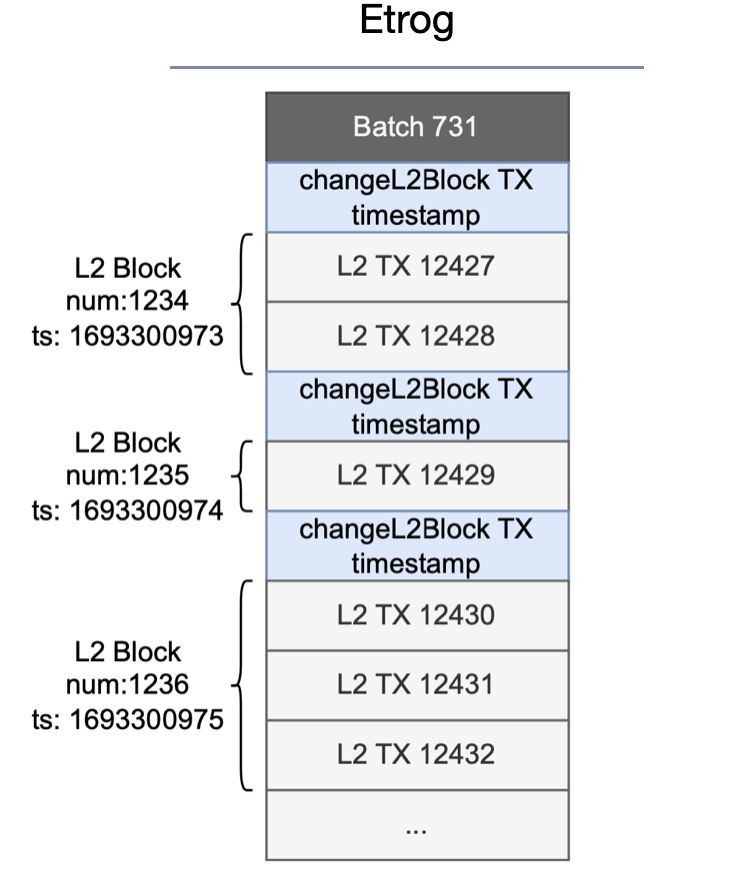 Etrog
Batch 731
changeL2Block TX
timestamp
L2 Block
num:1234
ts: 1693300973
L2 TX 12427
L2 TX 12428
changeL2Block TX
timestamp
L2 Block
num:1235
ts: 1693300974
L2 TX 12429
changeL2Block TX
timestamp
L2 Block
num:1236
ts: 1693300975
L2 TX 12430
L2 TX 12431
L2 TX 12432
...